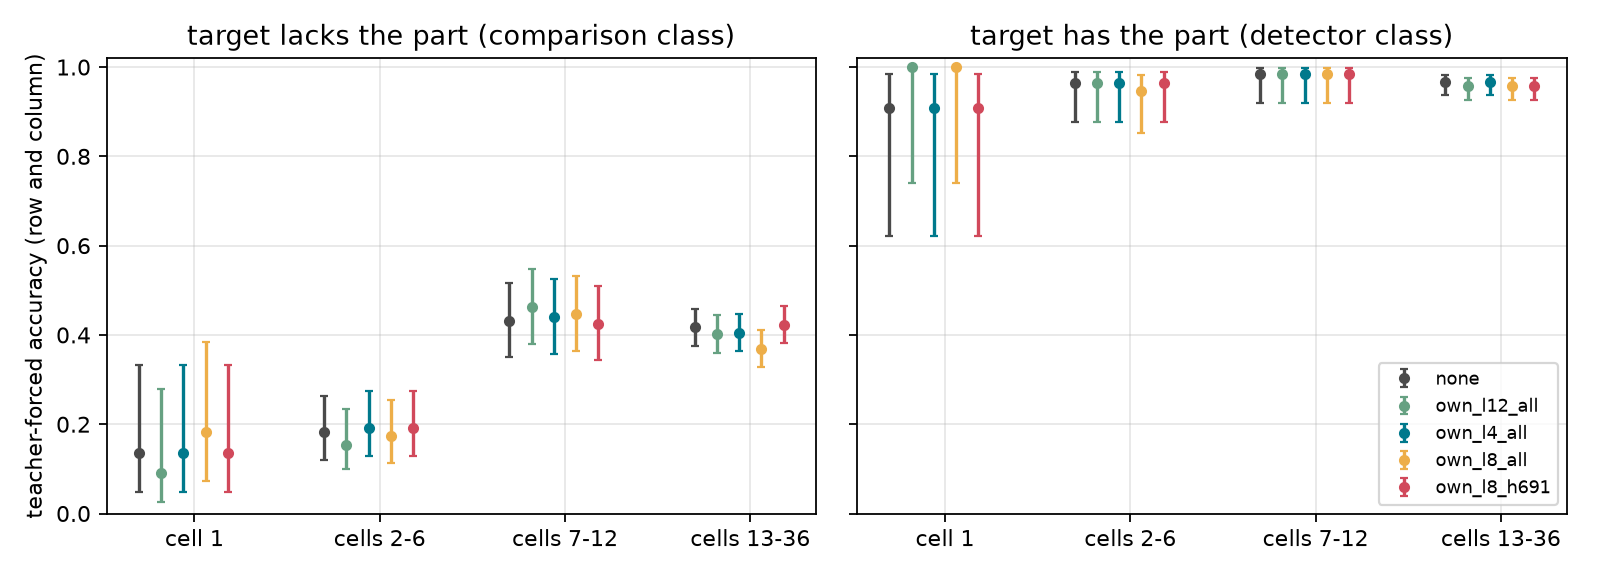 target lacks the part (comparison class)
target has the part (detector class)
teacher-forced accuracy (row and column)
1.0
0.8
0.6
0.4
0.2
0.0
cell 1
cells 2-6
cells 7-12
cells 13-36
cell 1
cells 2-6
cells 7-12
cells 13-36
none
own_l12_all
own_l4_all
own_l8_all
own_l8_h691